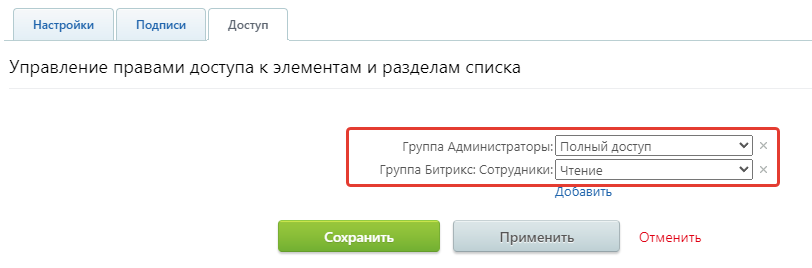 Настройки Подписи Доступ
Управление правами доступа к элементам и разделам списка
Группа Администраторы: Полный доступ
Группа Битрикс: Сотрудники: Чтение
Добавить
Сохранить Применить Отменить